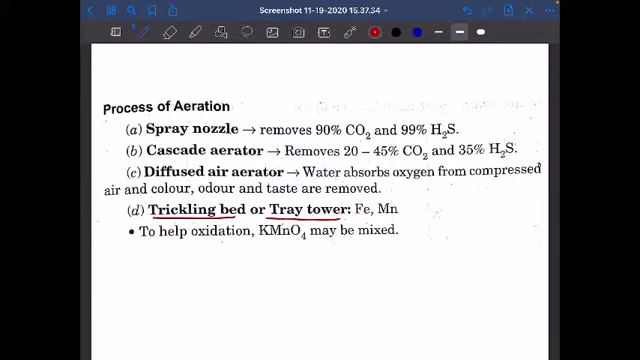 Screenshot 11-19-2020 15.37.34
Process of Aeration
(a) Spray nozzle → removes 90% CO2 and 99% H2S.
(b) Cascade aerator → Removes 20 – 45% CO2 and 35% H2S.
(c) Diffused air aerator → Water absorbs oxygen from compressed
air and colour, odour and taste are removed.
(d) Trickling bed or Tray tower: Fe, Mn
• To help oxidation, KMnO4 may be mixed.